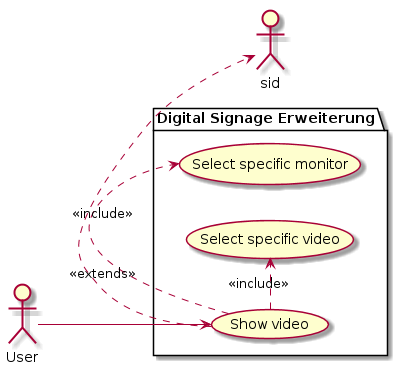 sid
Digital Signage Erweiterung
Select specific monitor
«include»
Select specific video
«extends»
«include»
Show video
User